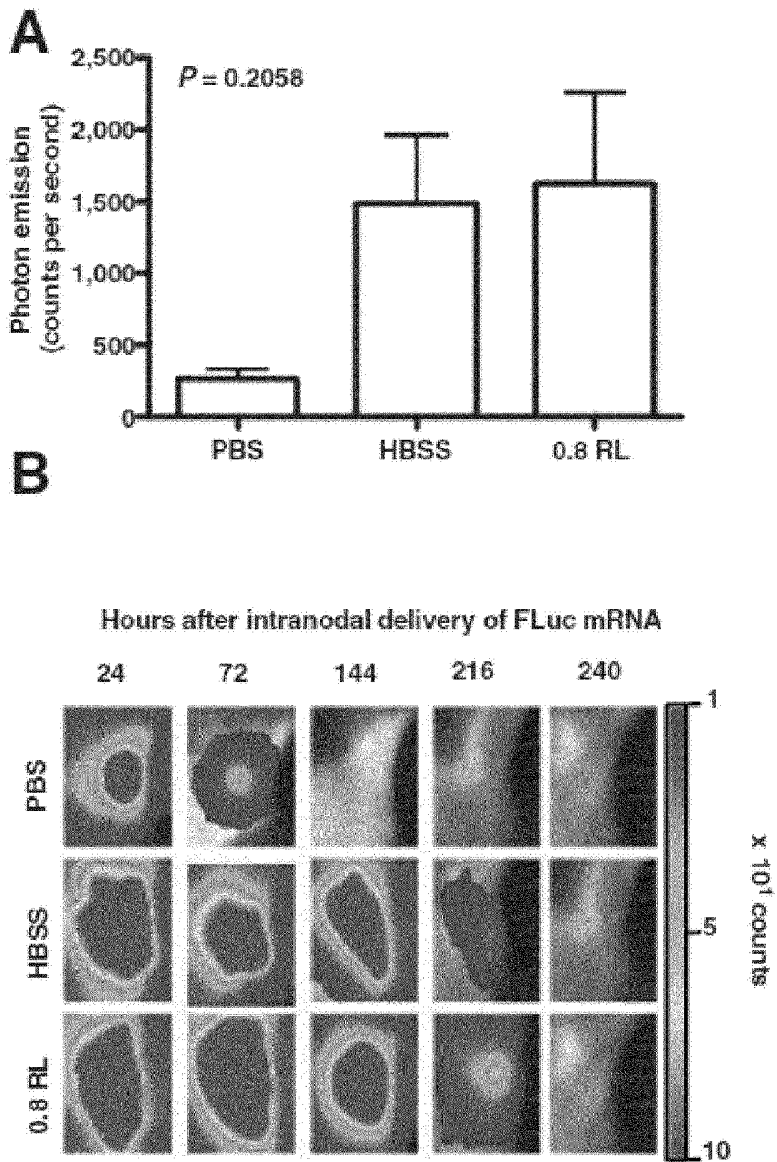 A
2,500
2,000
1,500
1,000
500
0
Photon emission
(counts per second)
P = 0.2058
PBS
HBSS
0.8 RL
B
Hours after intranodal delivery of FLuc mRNA
24
72
144
216
240
PBS
HBSS
0.8 RL
1
5
10
x 10¹ counts